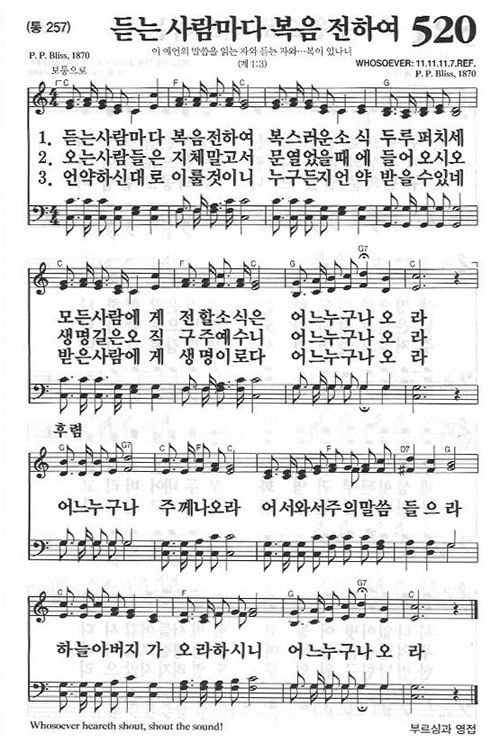 (통 257)
듣는 사람마다 복음 전하여 520
이 예언의 말씀을 읽는 자와 듣는 자와…복이 있나니
(계 1:3)
P. P. Bliss, 1870
보통으로
WHOSOEVER: 11.11.11.7.REF.
P. P. Bliss, 1870
C F C G7 C
1. 듣는사람마다 복음전하여 복스러운소식 두루퍼치세
2. 오는사람들은 지체말고서 문열었을때에 들어오시오
3. 언약하신대로 이룰것이니 누구든지언약 받을수있네
C F C G G7 C
모든사람에게 전할소식은 어느누구나오 라
생명길은오직 구주예수니 어느누구나오 라
받은사람에게 생명이로다 어느누구나오 라
후렴
G G7 C F C D7 G
어느누구나 주께나오라 어서와서주의말씀 들으라
C F C G7 C
하늘아버지가 오라하시니 어느누구나오 라
Whosoever heareth shout, shout the sound!
부르심과 영접